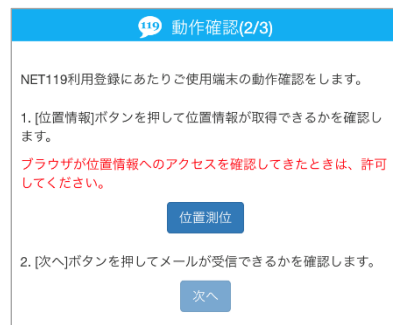 119 動作確認(2/3)
NET119利用登録にあたりご使用端末の動作確認をします。
1. [位置情報]ボタンを押して位置情報が取得できるかを確認し
ます。
ブラウザが位置情報へのアクセスを確認してきたときは、許可
してください。
位置測位
2. [次へ]ボタンを押してメールが受信できるかを確認します。
次へ